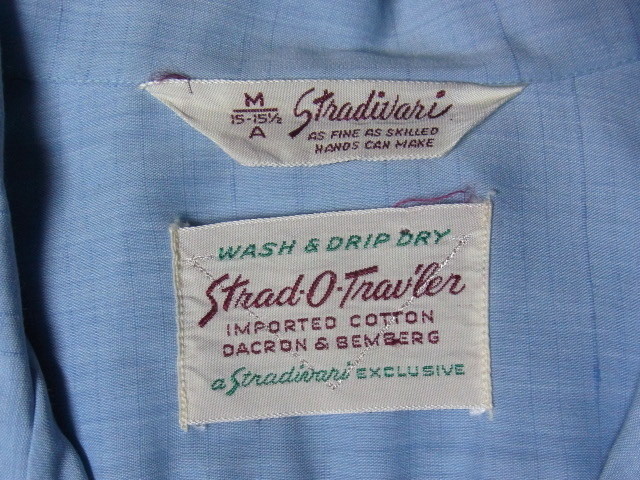 M
15-15½
A
Stradivari
AS FINE AS SKILLED
HANDS CAN MAKE
WASH & DRIP DRY
Strad-O-Trav'ler
IMPORTED COTTON
DACRON & BEMBERG
a Stradivari EXCLUSIVE